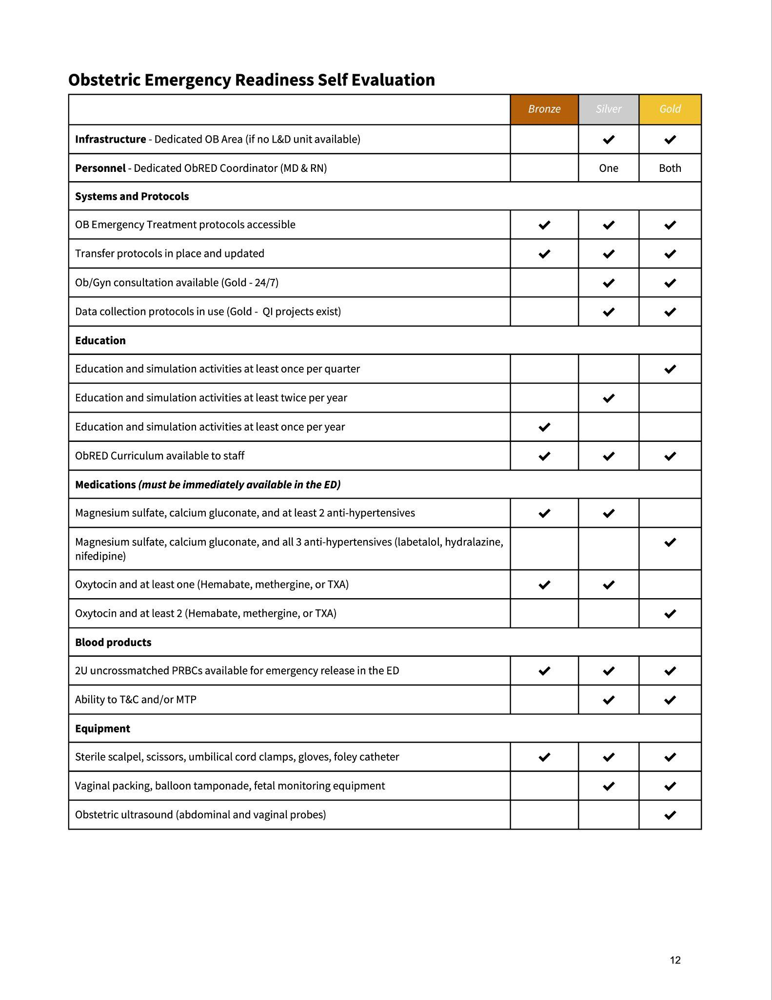 Obstetric Emergency Readiness Self Evaluation
Bronze Silver Gold
Infrastructure - Dedicated OB Area (if no L&D unit available) ✔ ✔
Personnel - Dedicated ObRED Coordinator (MD & RN) One Both
Systems and Protocols
OB Emergency Treatment protocols accessible ✔ ✔ ✔
Transfer protocols in place and updated ✔ ✔ ✔
Ob/Gyn consultation available (Gold - 24/7) ✔ ✔
Data collection protocols in use (Gold - QI projects exist) ✔ ✔
Education
Education and simulation activities at least once per quarter ✔
Education and simulation activities at least twice per year ✔
Education and simulation activities at least once per year ✔
ObRED Curriculum available to staff ✔ ✔ ✔
Medications (must be immediately available in the ED)
Magnesium sulfate, calcium gluconate, and at least 2 anti-hypertensives ✔ ✔
Magnesium sulfate, calcium gluconate, and all 3 anti-hypertensives (labetalol, hydralazine, ✔
nifedipine)
Oxytocin and at least one (Hemabate, methergine, or TXA) ✔ ✔
Oxytocin and at least 2 (Hemabate, methergine, or TXA) ✔
Blood products
2U uncrossmatched PRBCs available for emergency release in the ED ✔ ✔ ✔
Ability to T&C and/or MTP ✔ ✔
Equipment
Sterile scalpel, scissors, umbilical cord clamps, gloves, foley catheter ✔ ✔ ✔
Vaginal packing, balloon tamponade, fetal monitoring equipment ✔ ✔
Obstetric ultrasound (abdominal and vaginal probes) ✔
12